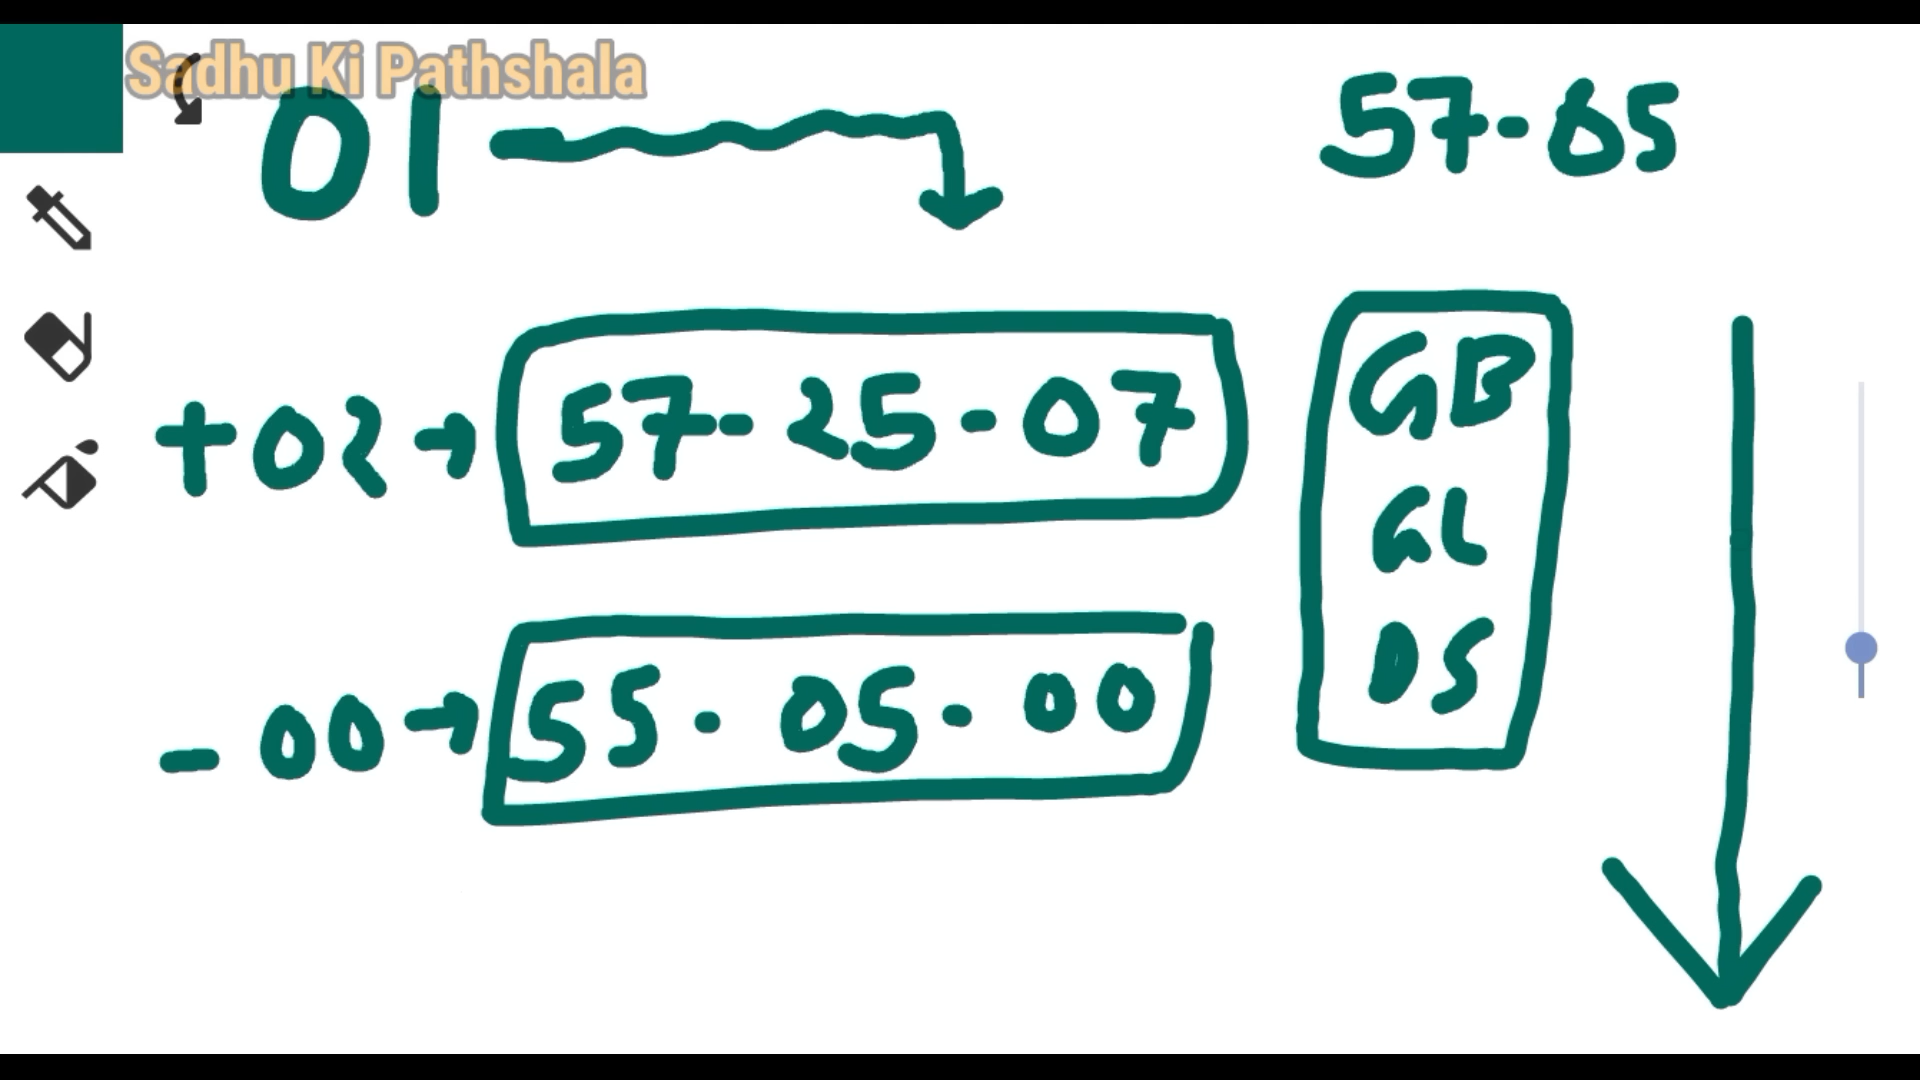 Sadhu Ki Pathshala
01
57-65
+02→ 57-25-07
GB
GL
DS
-00→ 55.05.00